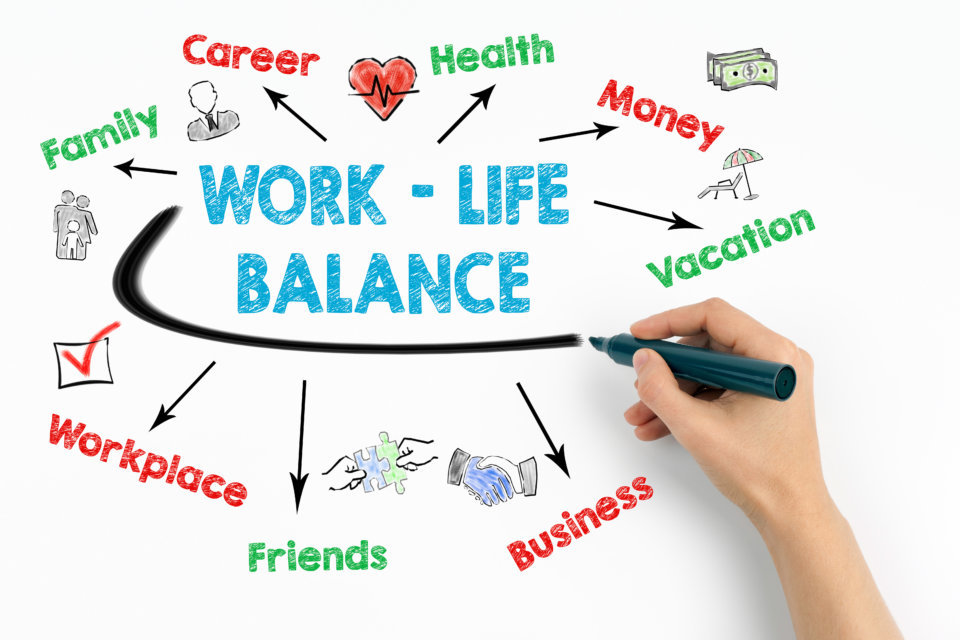 Career
Health
Money
Family
WORK - LIFE
BALANCE
Vacation
Workplace
Friends
Business